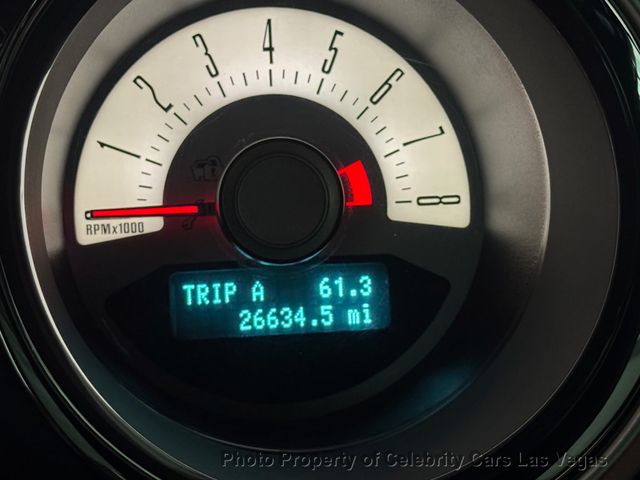 1 2 3 4 5 6 7 8
RPMx1000
TRIP A 61.3
26634.5 mi
Photo Property of Celebrity Cars Las Vegas